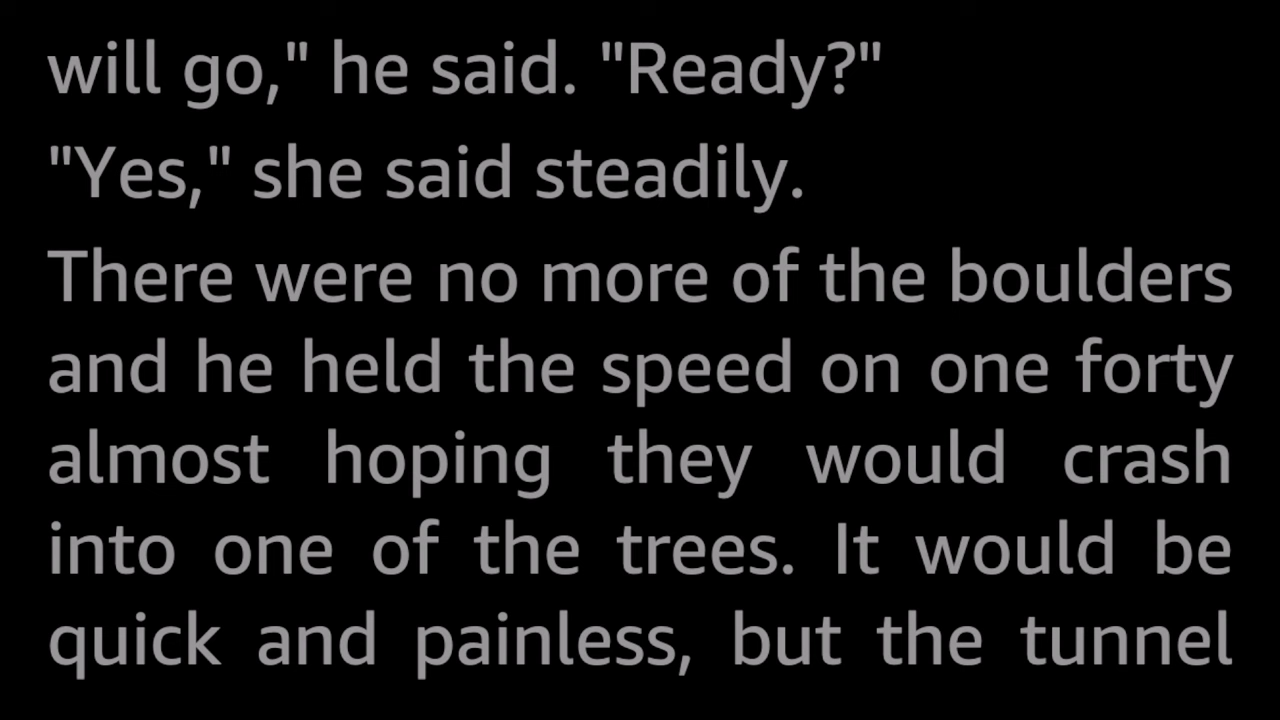 will go," he said. "Ready?"
"Yes," she said steadily.
There were no more of the boulders
and he held the speed on one forty
almost hoping they would crash
into one of the trees. It would be
quick and painless, but the tunnel